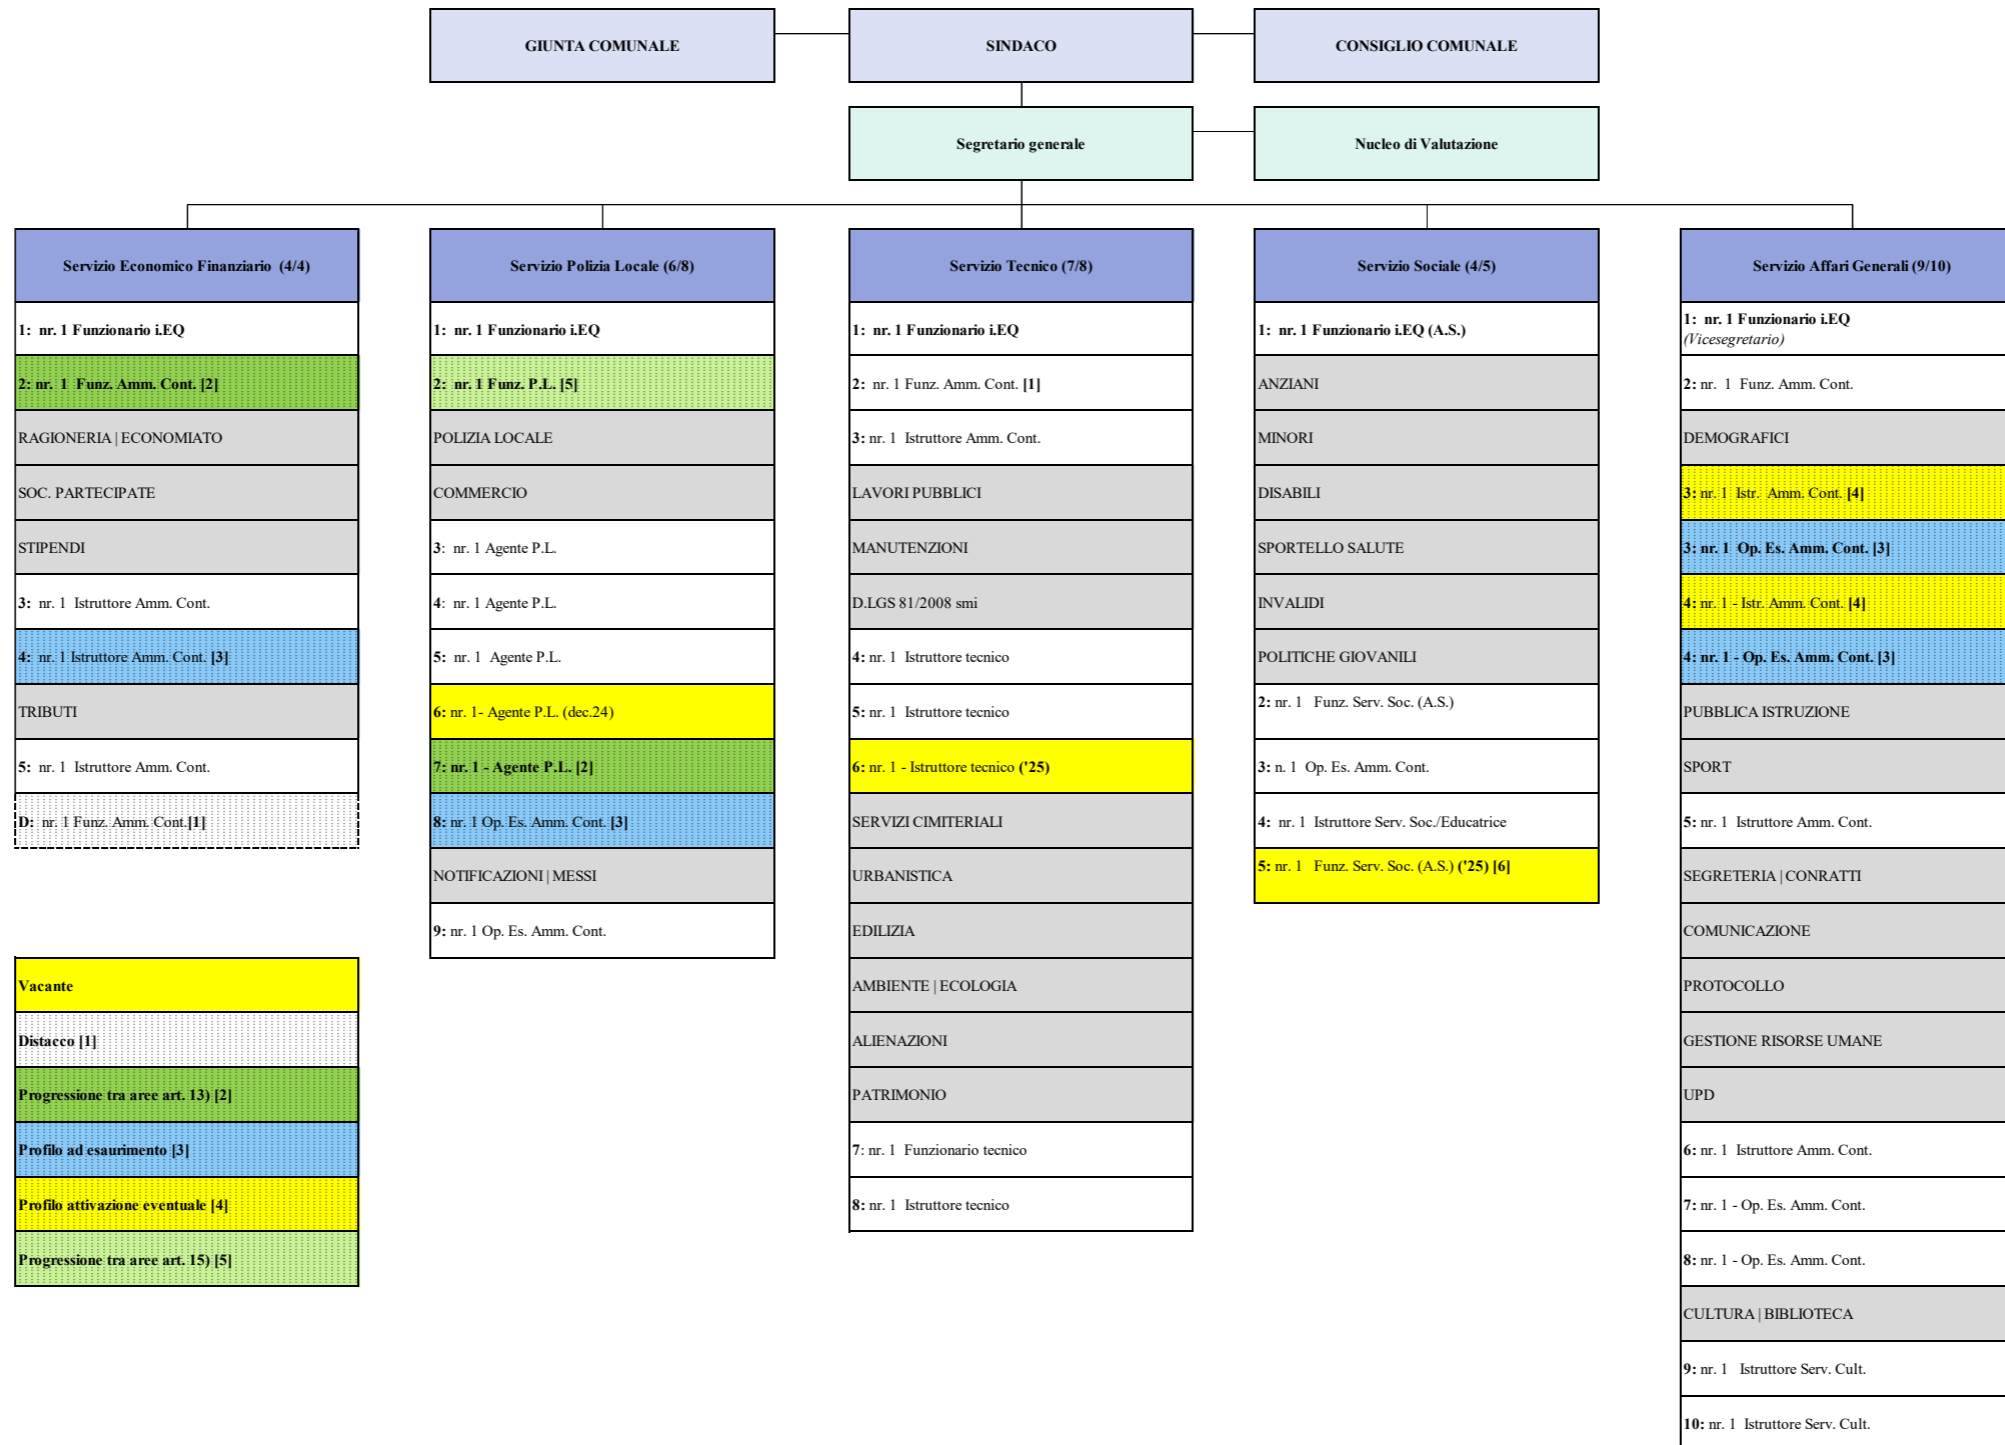 GIUNTA COMUNALE
SINDACO
CONSIGLIO COMUNALE
Segretario generale
Nucleo di Valutazione
Servizio Economico Finanziario (4/4)
1: nr. 1 Funzionario i.EQ
2: nr. 1 Funz. Amm. Cont. [2]
RAGIONERIA | ECONOMIATO
SOC. PARTECIPATE
STIPENDI
3: nr. 1 Istruttore Amm. Cont.
4: nr. 1 Istruttore Amm. Cont. [3]
TRIBUTI
5: nr. 1 Istruttore Amm. Cont.
D: nr. 1 Funz. Amm. Cont.[1]
Vacante
Distacco [1]
Progressione tra aree art. 13) [2]
Profilo ad esaurimento [3]
Profilo attivazione eventuale [4]
Progressione tra aree art. 15) [5]
Servizio Polizia Locale (6/8)
1: nr. 1 Funzionario i.EQ
2: nr. 1 Funz. P.L. [5]
POLIZIA LOCALE
COMMERCIO
3: nr. 1 Agente P.L.
4: nr. 1 Agente P.L.
5: nr. 1 Agente P.L.
6: nr. 1- Agente P.L. (dec.24)
7: nr. 1 - Agente P.L. [2]
8: nr. 1 Op. Es. Amm. Cont. [3]
NOTIFICAZIONI | MESSI
9: nr. 1 Op. Es. Amm. Cont.
Servizio Tecnico (7/8)
1: nr. 1 Funzionario i.EQ
2: nr. 1 Funz. Amm. Cont. [1]
3: nr. 1 Istruttore Amm. Cont.
LAVORI PUBBLICI
MANUTENZIONI
D.LGS 81/2008 smi
4: nr. 1 Istruttore tecnico
5: nr. 1 Istruttore tecnico
6: nr. 1 - Istruttore tecnico ('25)
SERVIZI CIMITERIALI
URBANISTICA
EDILIZIA
AMBIENTE | ECOLOGIA
ALIENAZIONI
PATRIMONIO
7: nr. 1 Funzionario tecnico
8: nr. 1 Istruttore tecnico
Servizio Sociale (4/5)
1: nr. 1 Funzionario i.EQ (A.S.)
ANZIANI
MINORI
DISABILI
SPORTELLO SALUTE
INVALIDI
POLITICHE GIOVANILI
2: nr. 1 Funz. Serv. Soc. (A.S.)
3: n. 1 Op. Es. Amm. Cont.
4: nr. 1 Istruttore Serv. Soc./Educatrice
5: nr. 1 Funz. Serv. Soc. (A.S.) ('25) [6]
Servizio Affari Generali (9/10)
1: nr. 1 Funzionario i.EQ
(Vicesegretario)
2: nr. 1 Funz. Amm. Cont.
DEMOGRAFICI
3: nr. 1 Istr. Amm. Cont. [4]
3: nr. 1 Op. Es. Amm. Cont. [3]
4: nr. 1 - Istr. Amm. Cont. [4]
4: nr. 1 - Op. Es. Amm. Cont. [3]
PUBBLICA ISTRUZIONE
SPORT
5: nr. 1 Istruttore Amm. Cont.
SEGRETERIA | CONRATTI
COMUNICAZIONE
PROTOCOLLO
GESTIONE RISORSE UMANE
UPD
6: nr. 1 Istruttore Amm. Cont.
7: nr. 1 - Op. Es. Amm. Cont.
8: nr. 1 - Op. Es. Amm. Cont.
CULTURA | BIBLIOTECA
9: nr. 1 Istruttore Serv. Cult.
10: nr. 1 Istruttore Serv. Cult.